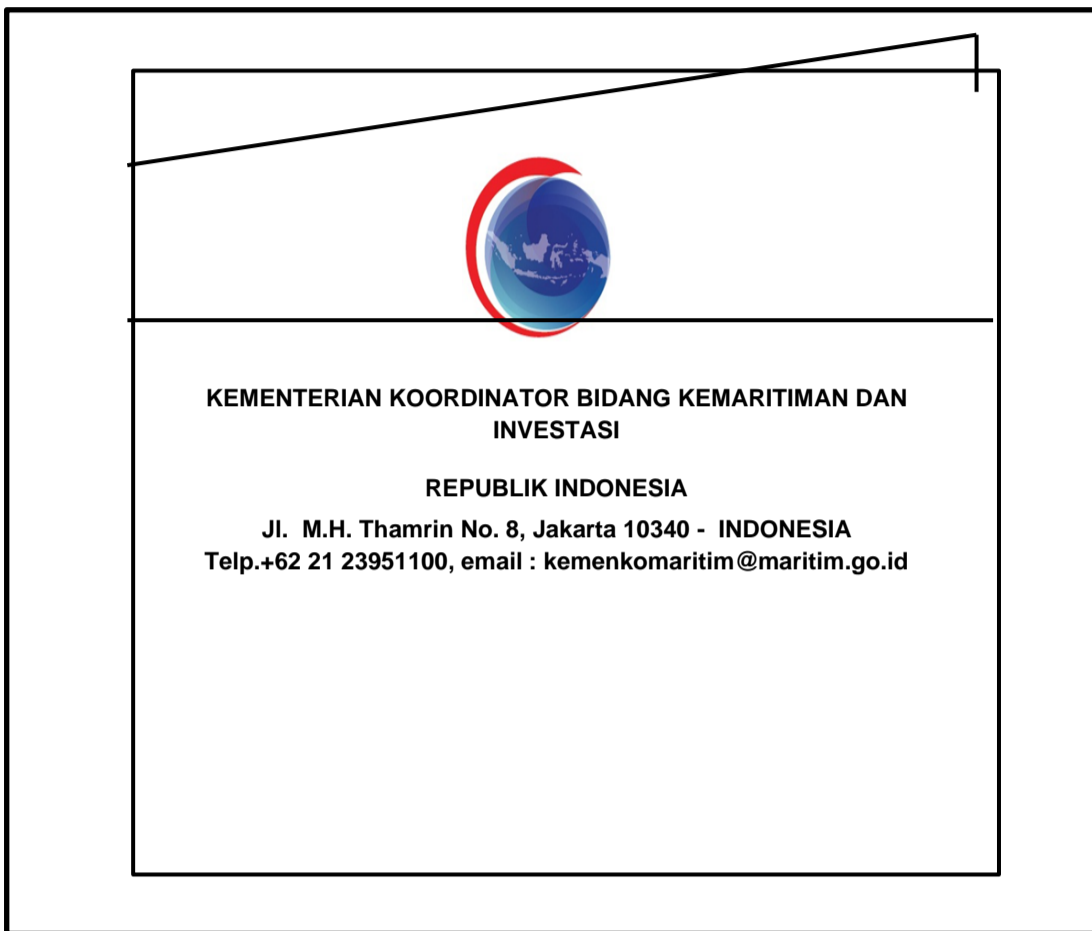 KEMENTERIAN KOORDINATOR BIDANG KEMARITIMAN DAN
INVESTASI
REPUBLIK INDONESIA
Jl. M.H. Thamrin No. 8, Jakarta 10340 - INDONESIA
Telp.+62 21 23951100, email : kemenkomaritim@maritim.go.id